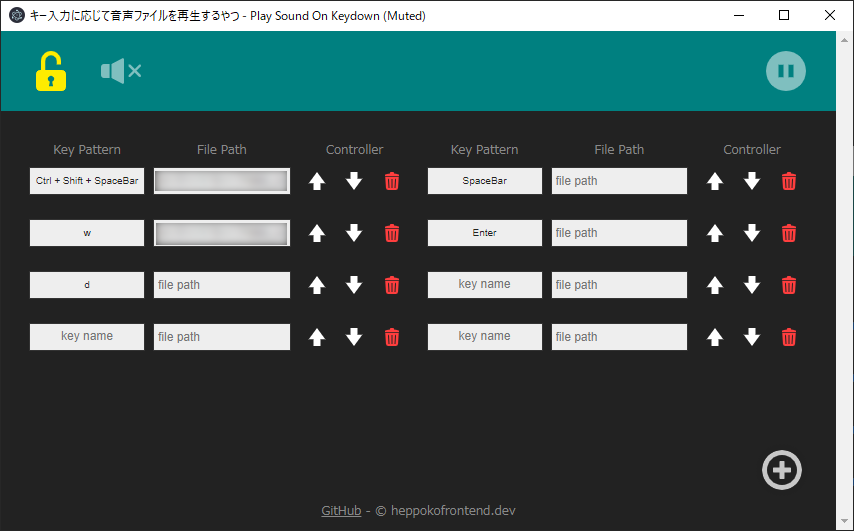 キー入力に応じて音声ファイルを再生するやつ - Play Sound On Keydown (Muted)
Key Pattern File Path Controller Key Pattern File Path Controller
Ctrl + Shift + SpaceBar SpaceBar file path
w Enter file path
d file path key name file path
key name file path key name file path
GitHub - © heppokofrontend.dev